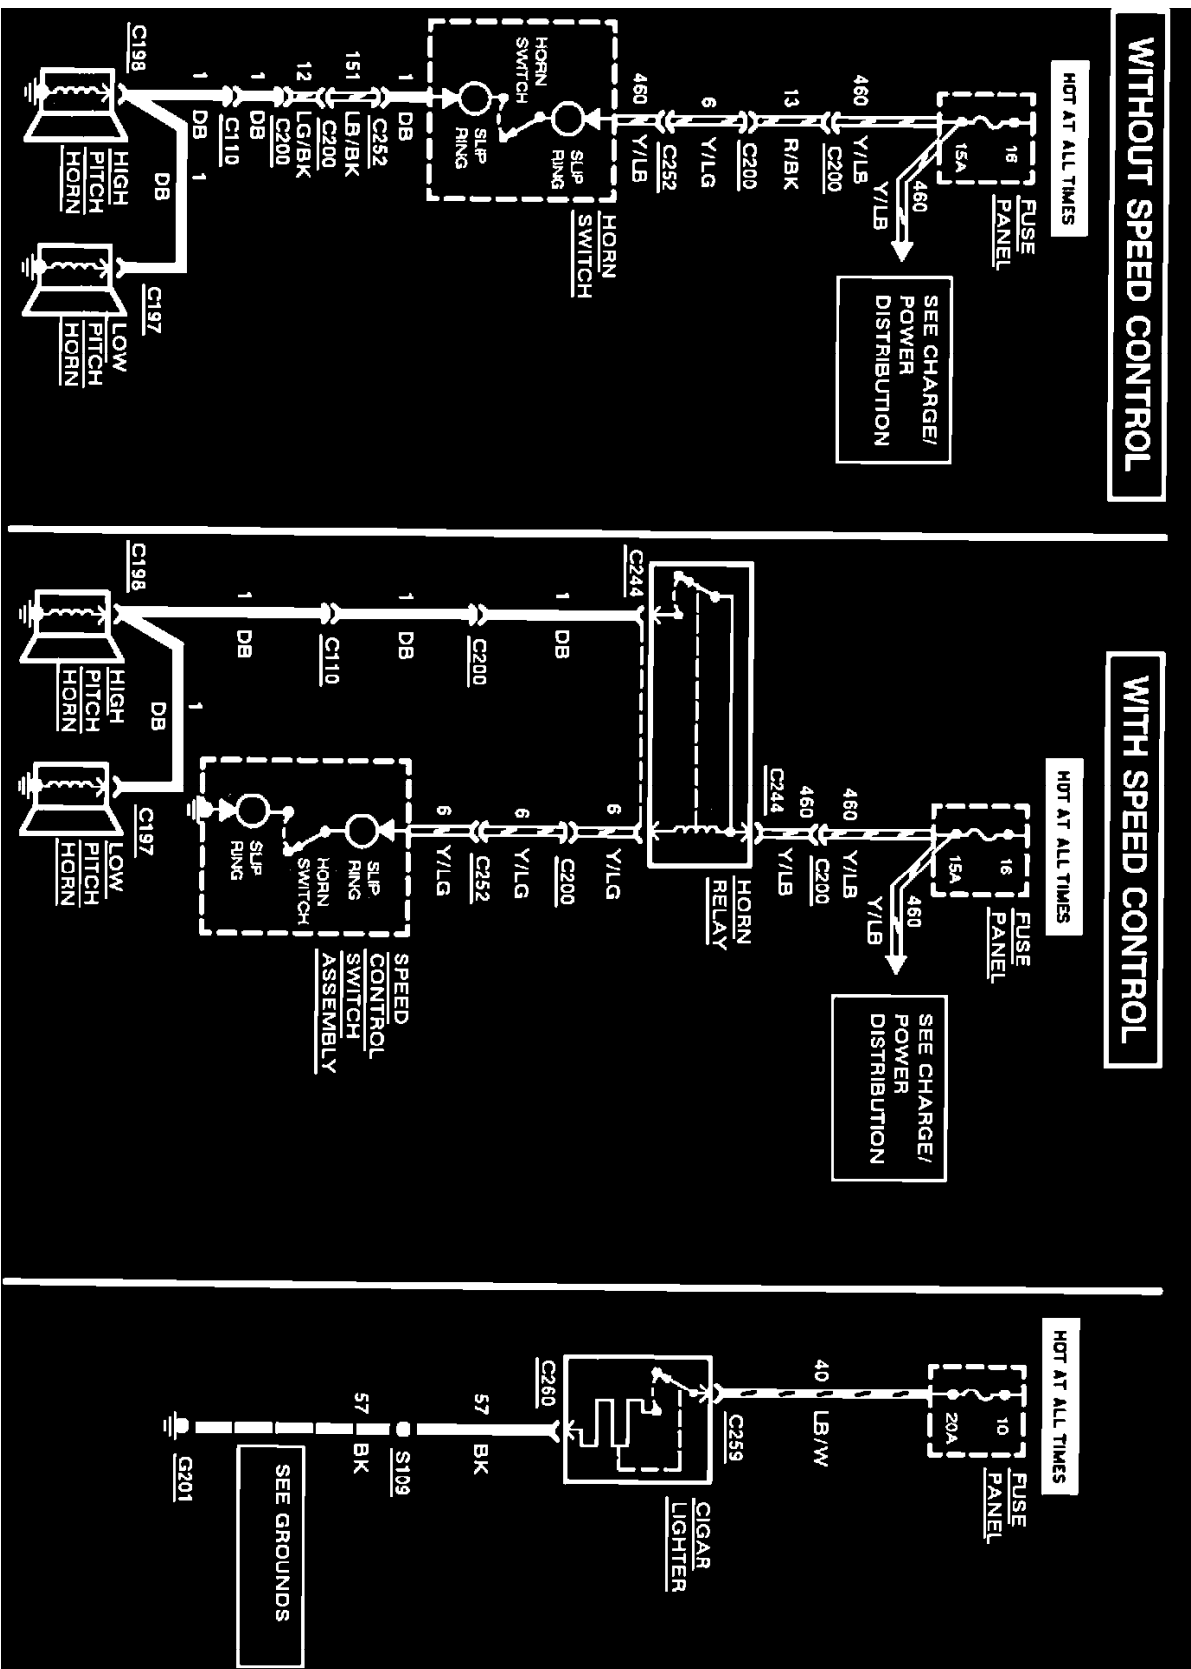 WITHOUT SPEED CONTROL
HOT AT ALL TIMES
16
15A
FUSE
PANEL
460
Y/LB
SEE CHARGE/
POWER
DISTRIBUTION
460
Y/LB
C200
13
R/BK
C200
6
Y/LG
C252
460
Y/LB
HORN
SWITCH
SLIP
RING
HORN
SWITCH
SLIP
RING
1
DB
C252
151
LB/BK
C200
12
LG/BK
C200
1
DB
C110
1
DB
1
DB
C198
HIGH
PITCH
HORN
C197
LOW
PITCH
HORN
WITH SPEED CONTROL
HOT AT ALL TIMES
16
15A
FUSE
PANEL
460
Y/LB
SEE CHARGE/
POWER
DISTRIBUTION
460
Y/LB
C200
460
Y/LB
C244
HORN
RELAY
C244
1
DB
C200
1
DB
C110
1
DB
1
DB
C198
HIGH
PITCH
HORN
C197
LOW
PITCH
HORN
6
Y/LG
C200
6
Y/LG
C252
6
Y/LG
SLIP
RING
HORN
SWITCH
SLIP
RING
SPEED
CONTROL
SWITCH
ASSEMBLY
HOT AT ALL TIMES
10
20A
FUSE
PANEL
40
LB/W
C259
CIGAR
LIGHTER
C260
57
BK
S109
57
BK
SEE GROUNDS
G201